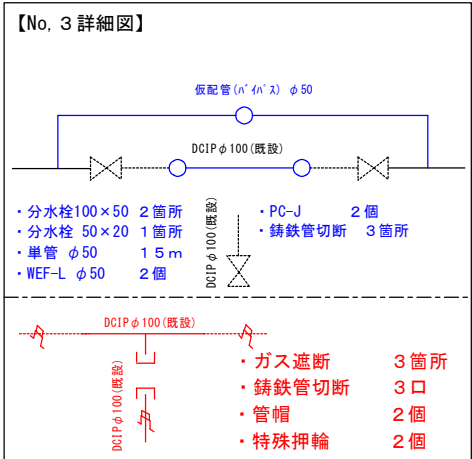 【No, 3詳細図】
仮配管(ﾊﾞｲﾊﾟｽ) φ50
DCIPφ100(既設)
・分水栓100×50 2箇所
・分水栓 50×20 1箇所
・単管 φ50 15m
・WEF-L φ50 2個
DCIPφ100(既設)
・PC-J 2個
・鋳鉄管切断 3箇所
DCIPφ100(既設)
DCIPφ100(既設)
・ガス遮断 3箇所
・鋳鉄管切断 3口
・管帽 2個
・特殊押輪 2個